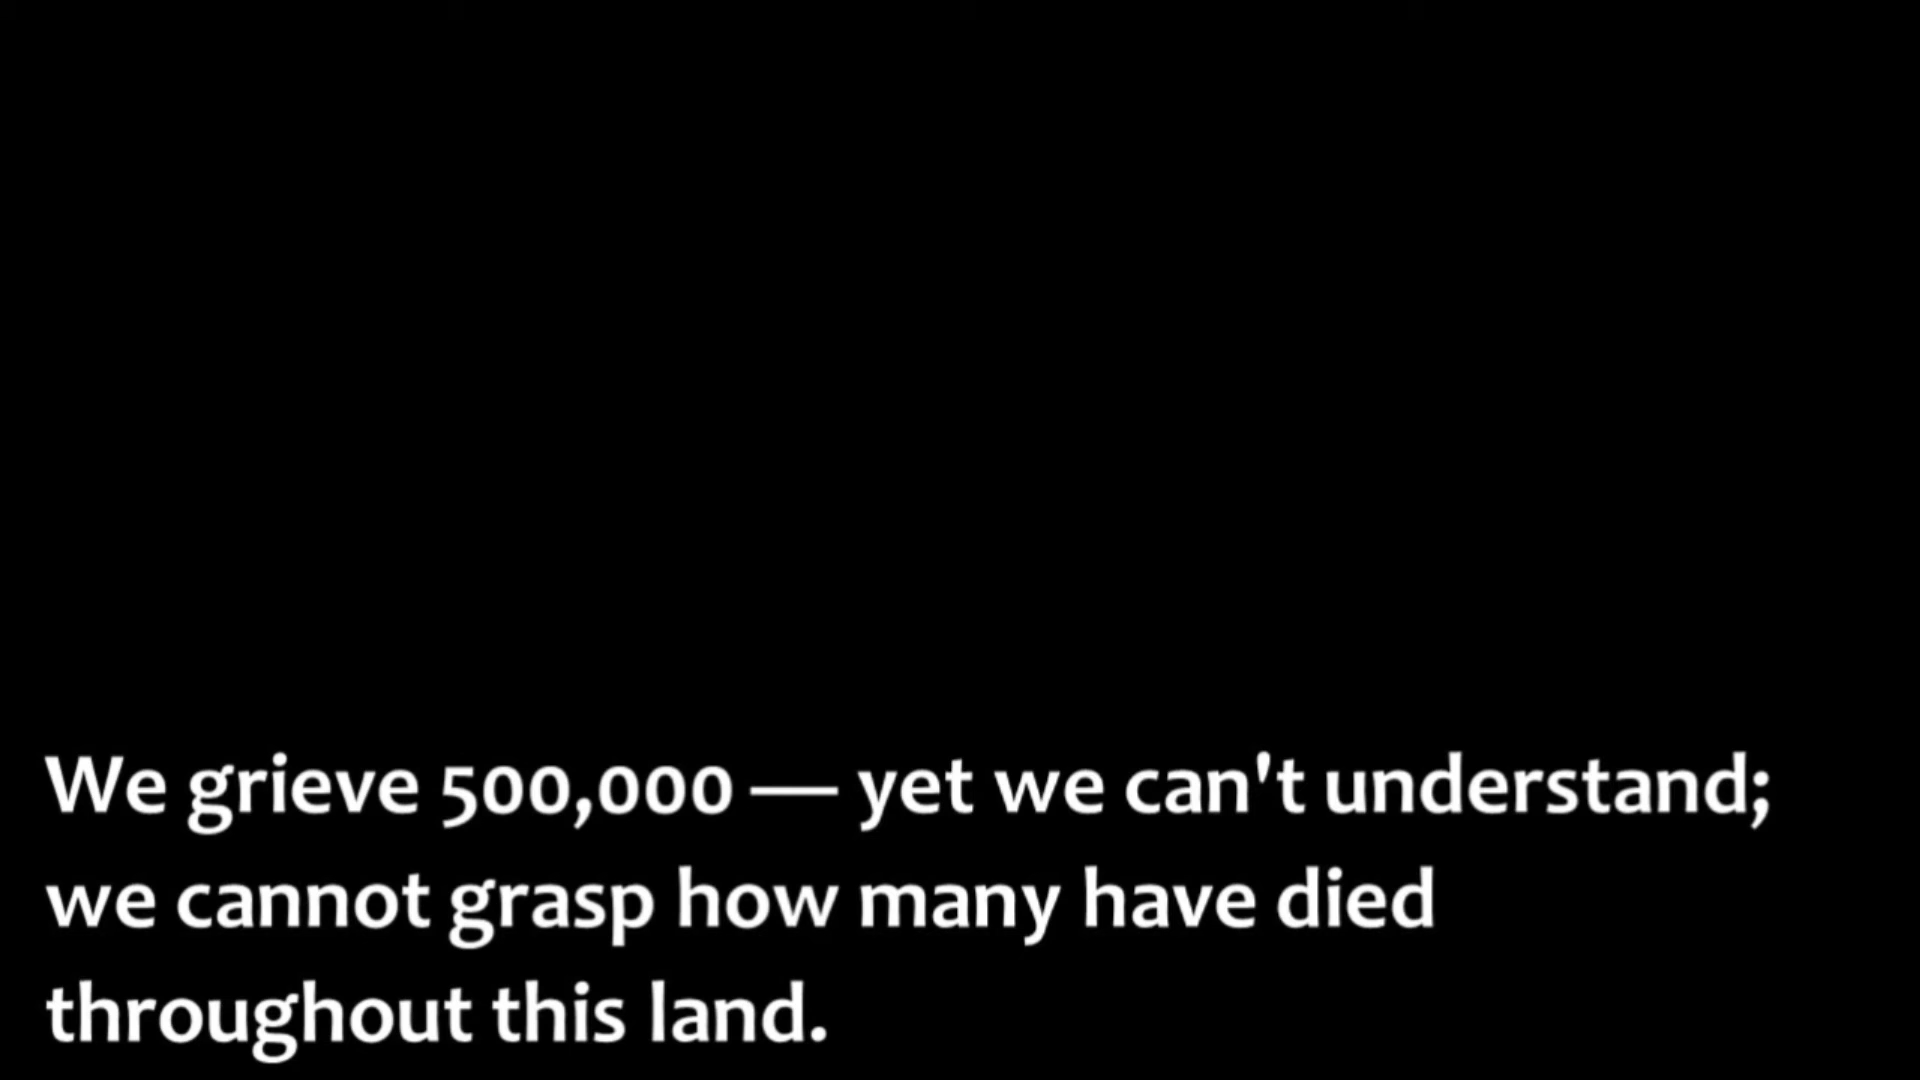 We grieve 500,000 — yet we can't understand;
we cannot grasp how many have died
throughout this land.